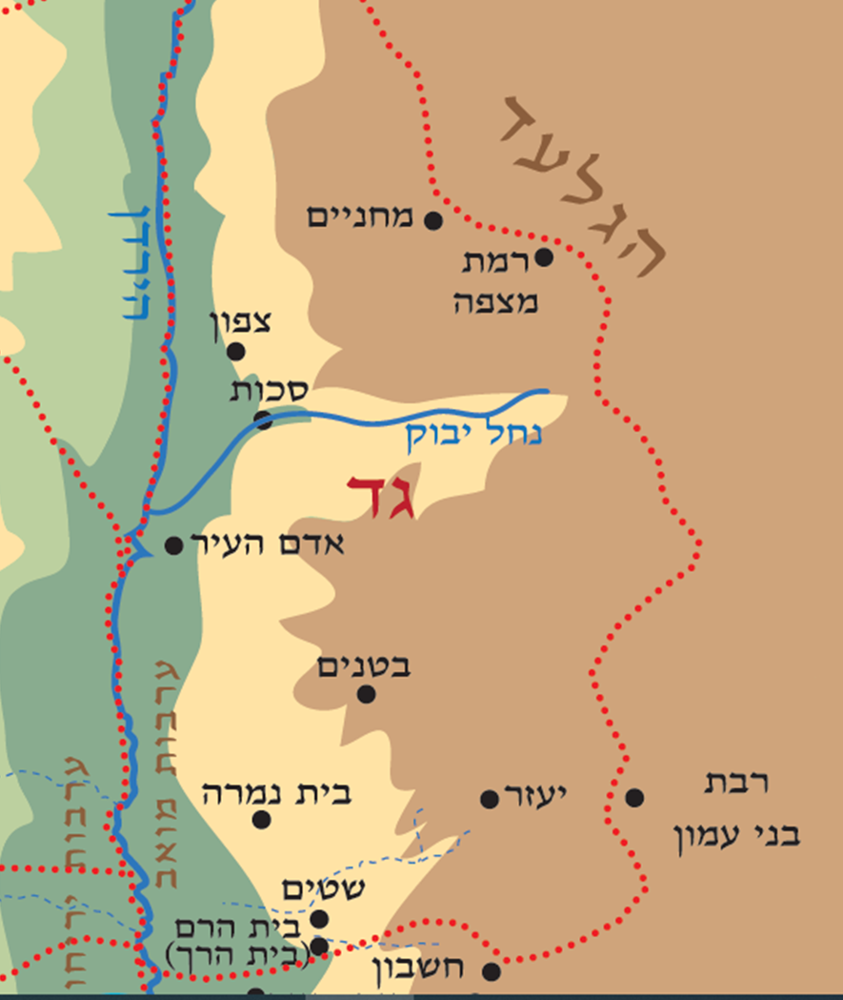 הגלעד
מחניים
רמת
מצפה
הירדן
צפון
סכות
נחל יבוק
גד
אדם העיר
בטנים
ערבות מואב
ערבות יריחו
בית נמרה
יעזר
רבת
בני עמון
שטים
בית הרם
(בית הרך)
חשבון